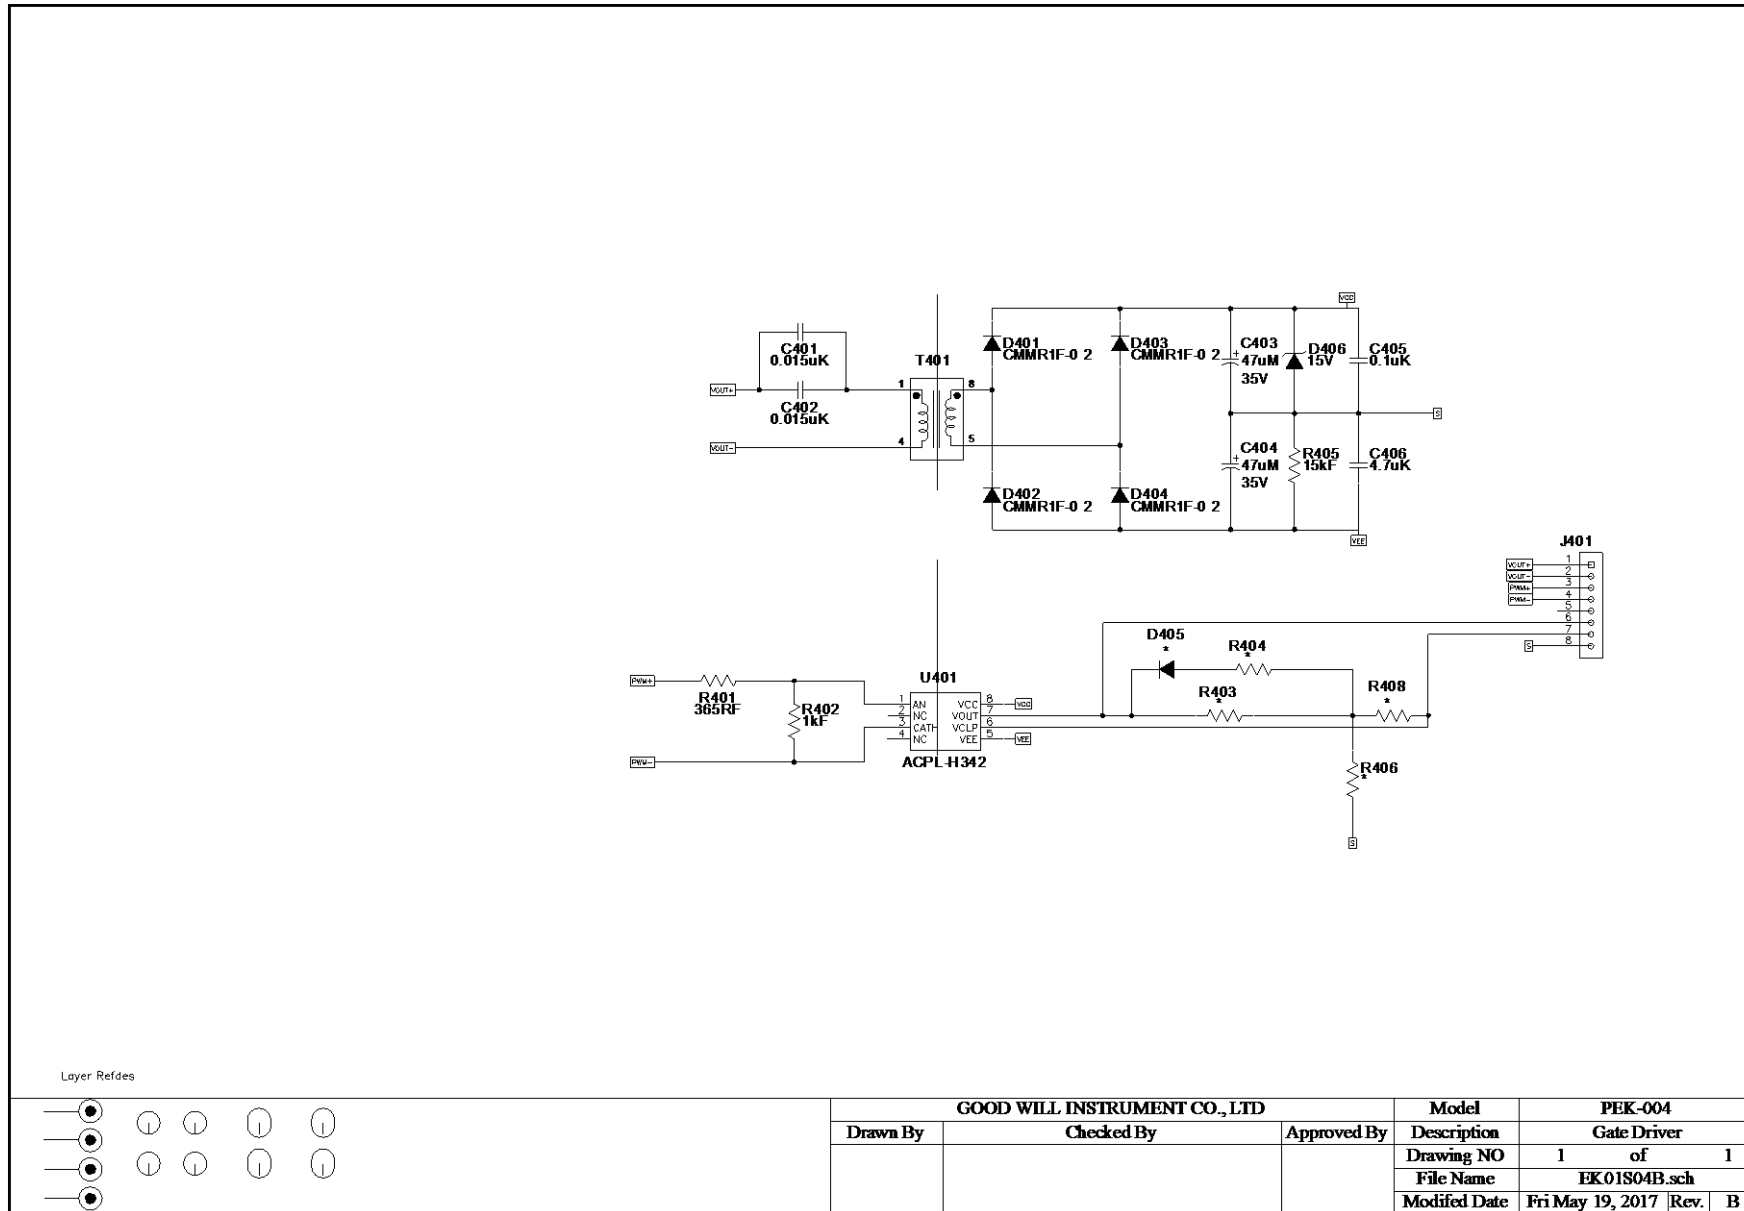 VCC
C401
0.015uK
T401
D401
CMMR1F-0 2
D403
CMMR1F-0 2
C403
+
47uM
35V
D406
15V
C405
0.1uK
VOUT+
1
8
C402
0.015uK
S
VOUT-
4
5
C404
+
47uM
35V
R405
15kF
C406
4.7uK
D402
CMMR1F-0 2
D404
CMMR1F-0 2
VEE
J401
VOUT+ 1
VOUT- 2
PWM+ 3
PWM- 4
5
6
7
S 8
D405
*
R404
*
PWM+
R401
365RF
R402
1kF
U401
1 AN VCC 8 VCC
2 NC VOUT 7
3 CATH VCLP 6
4 NC VEE 5 VEE
ACPL-H342
R403
*
R408
*
PWM-
R406
*
S
Layer Refdes
GOOD WILL INSTRUMENT CO., LTD
Model PEK-004
Drawn By Checked By Approved By Description Gate Driver
Drawing NO 1 of 1
File Name EK01S04B.sch
Modifed Date Fri May 19, 2017 Rev. B